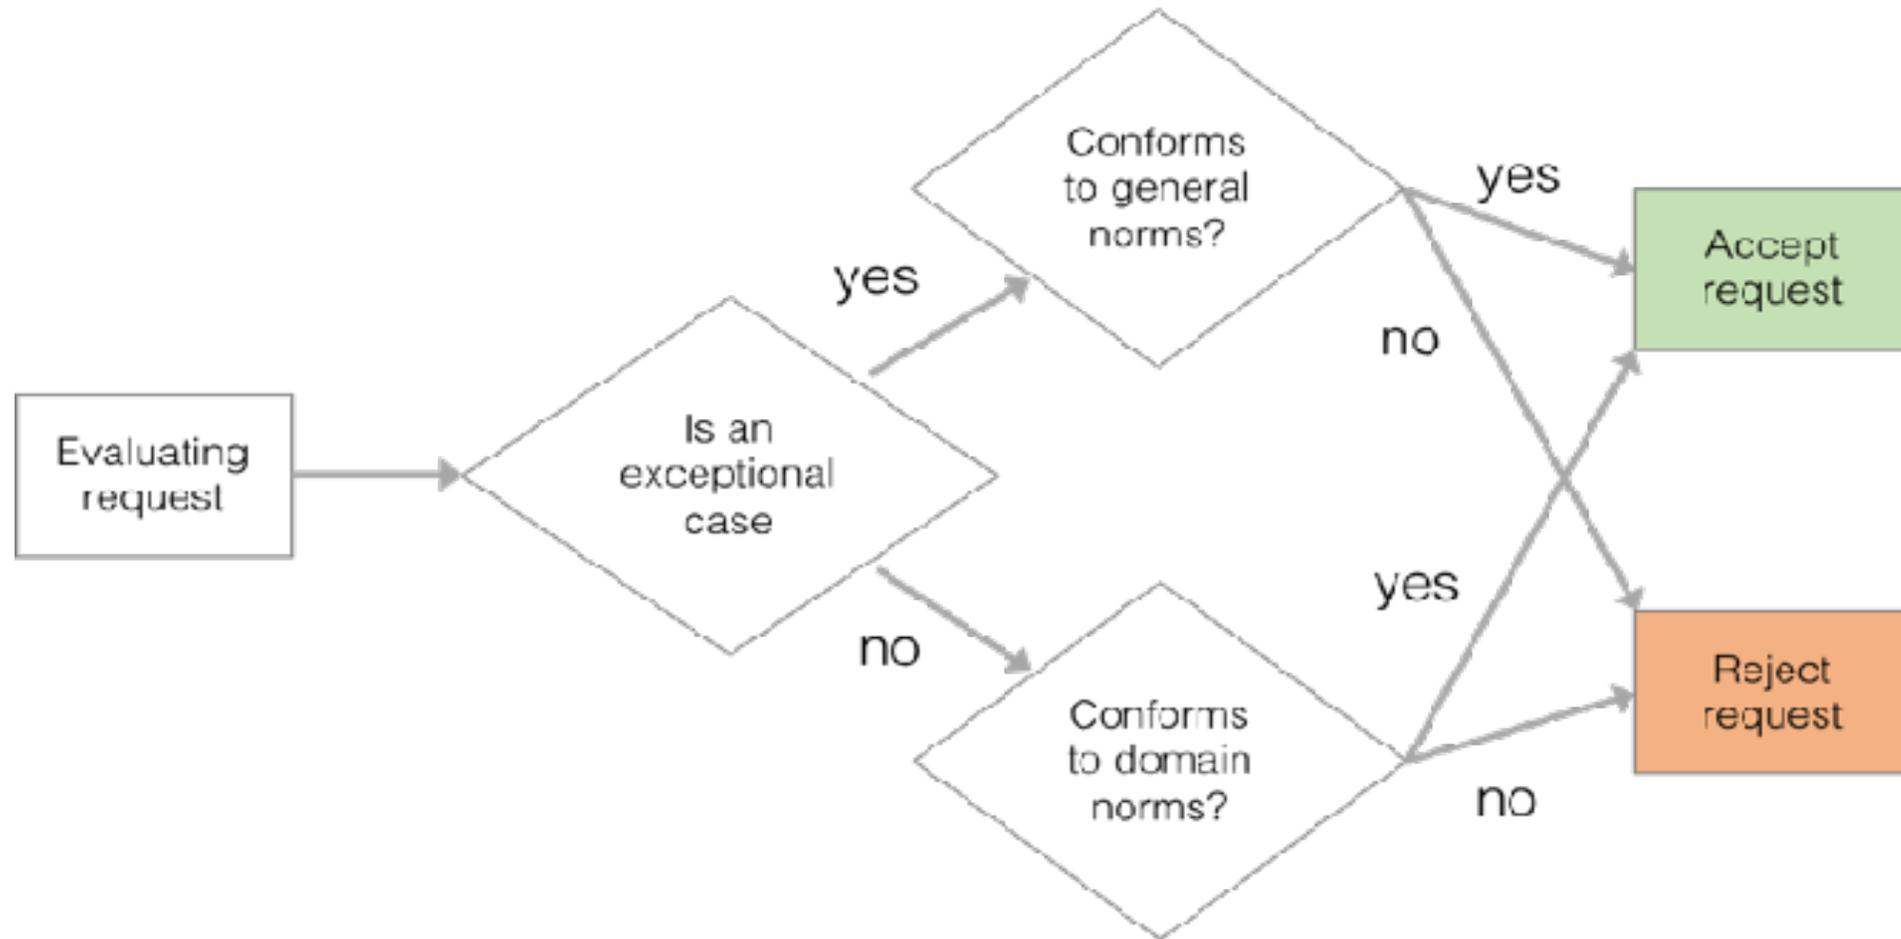 Evaluating
request
Is an
exceptional
case
yes
no
Conforms
to general
norms?
yes
no
Conforms
to domain
norms?
yes
no
Accept
request
Reject
request